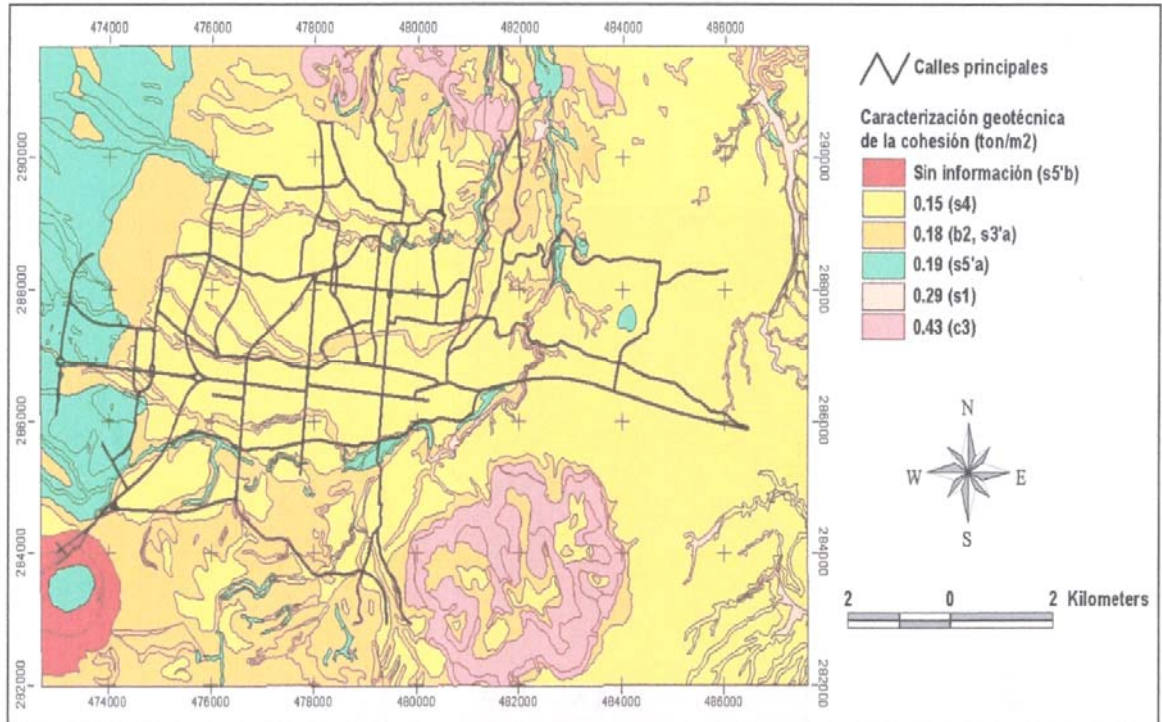 474000 476000 478000 480000 482000 484000 486000
290000 290000
288000 288000
286000 286000
284000 284000
282000 282000
474000 476000 478000 480000 482000 484000 486000
Calles principales
Caracterización geotécnica
de la cohesión (ton/m2)
Sin información (s5'b)
0.15 (s4)
0.18 (b2, s3'a)
0.19 (s5'a)
0.29 (s1)
0.43 (c3)
N
W E
S
2 0 2 Kilometers